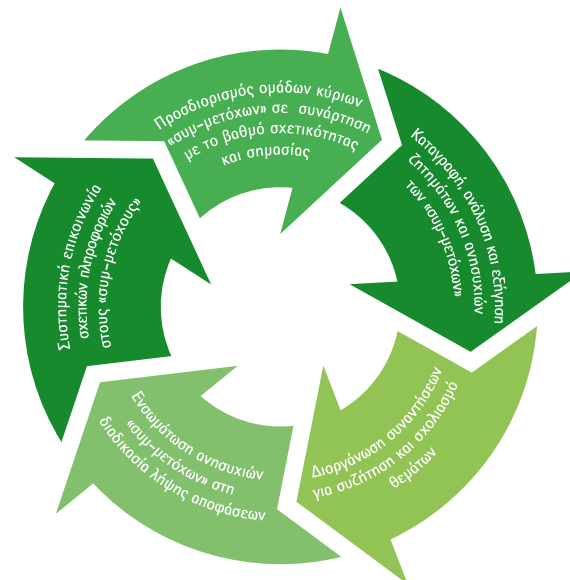 Προσδιορισμός ομάδων κύριων
«συμ-μετόχων» σε συνάρτηση
με το βαθμό σχετικότητας
και σημασίας
Καταγραφή, ανάλυση και εξήγηση
ζητημάτων και ανησυχιών
των «συμ-μετόχων»
Διοργάνωση συναντήσεων
για συζήτηση και σχολιασμό
θεμάτων
Ενσωμάτωση ανησυχιών
«συμ-μετόχων» στη
διαδικασία λήψης αποφάσεων
Συστηματική επικοινωνία
σχετικών πληροφοριών
στους «συμ-μετόχους»